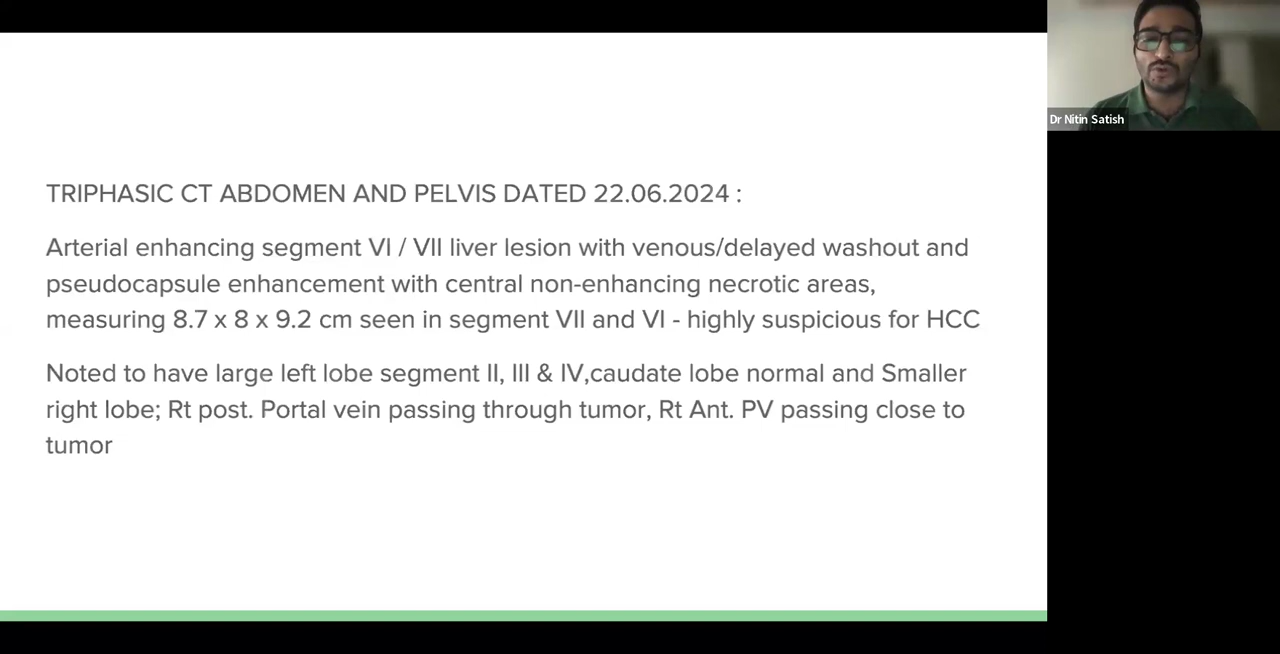 TRIPHASIC CT ABDOMEN AND PELVIS DATED 22.06.2024 :
Arterial enhancing segment VI / VII liver lesion with venous/delayed washout and
pseudocapsule enhancement with central non-enhancing necrotic areas,
measuring 8.7 x 8 x 9.2 cm seen in segment VII and VI - highly suspicious for HCC
Noted to have large left lobe segment II, III & IV,caudate lobe normal and Smaller
right lobe; Rt post. Portal vein passing through tumor, Rt Ant. PV passing close to
tumor
Dr Nitin Satish